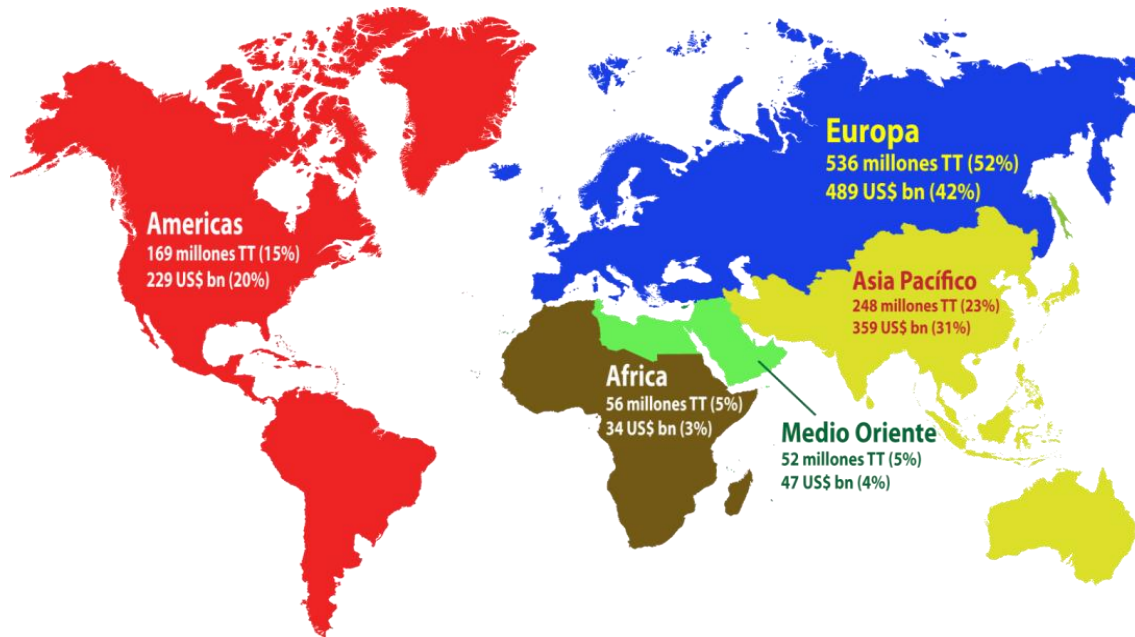 Americas
169 millones TT (15%)
229 US$ bn (20%)
Europa
536 millones TT (52%)
489 US$ bn (42%)
Asia Pacífico
248 millones TT (23%)
359 US$ bn (31%)
Africa
56 millones TT (5%)
34 US$ bn (3%)
Medio Oriente
52 millones TT (5%)
47 US$ bn (4%)